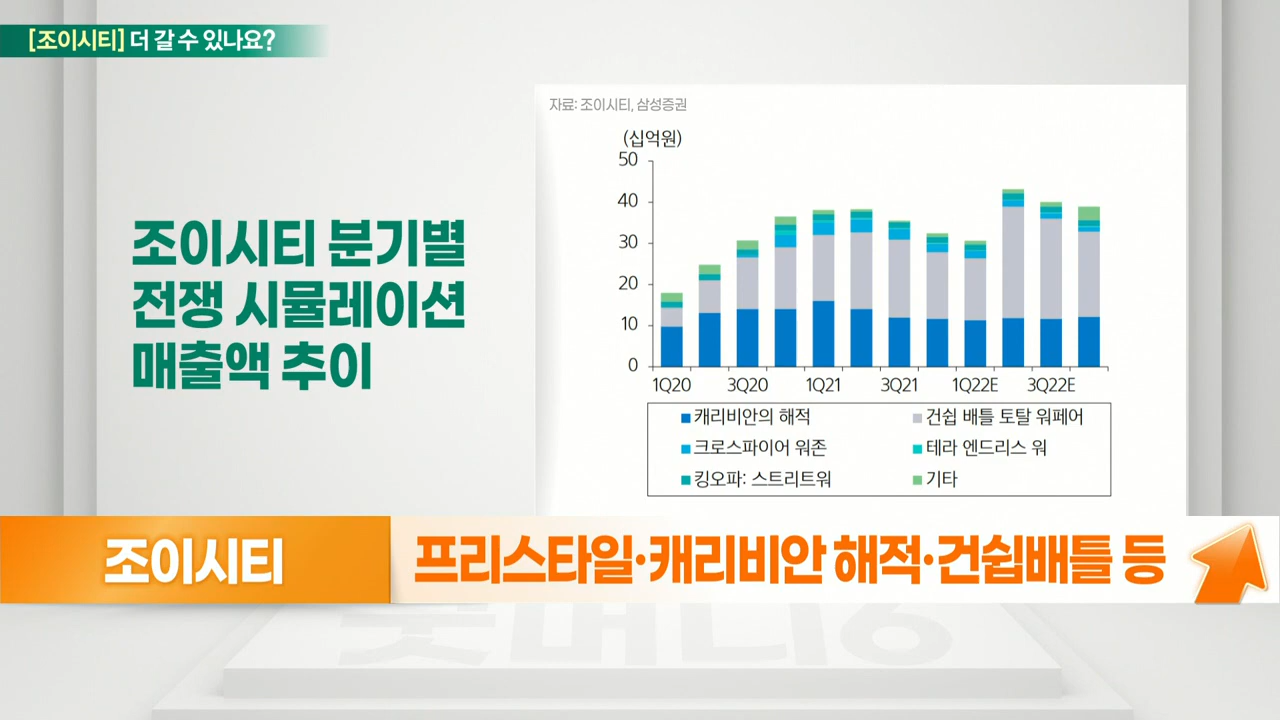 [조이시티] 더 갈 수 있나요?
자료: 조이시티, 삼성증권
조이시티 분기별
전쟁 시뮬레이션
매출액 추이
(십억원)
50
40
30
20
10
0
1Q20 3Q20 1Q21 3Q21 1Q22E 3Q22E
캐리비안의 해적 건쉽 배틀 토탈 워페어
크로스파이어 워존 테라 엔드리스 워
킹오파: 스트리트워 기타
조이시티 프리스타일·캐리비안 해적·건쉽배틀 등
굿머니6